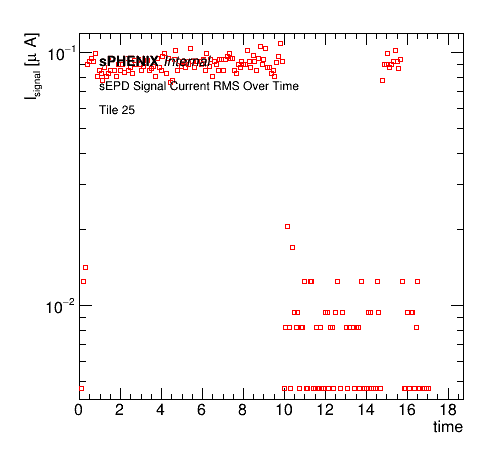 I_signal [μ A]
10⁻¹
sPHENIX Internal
sEPD Signal Current RMS Over Time
Tile 25
10⁻²
0 2 4 6 8 10 12 14 16 18
time